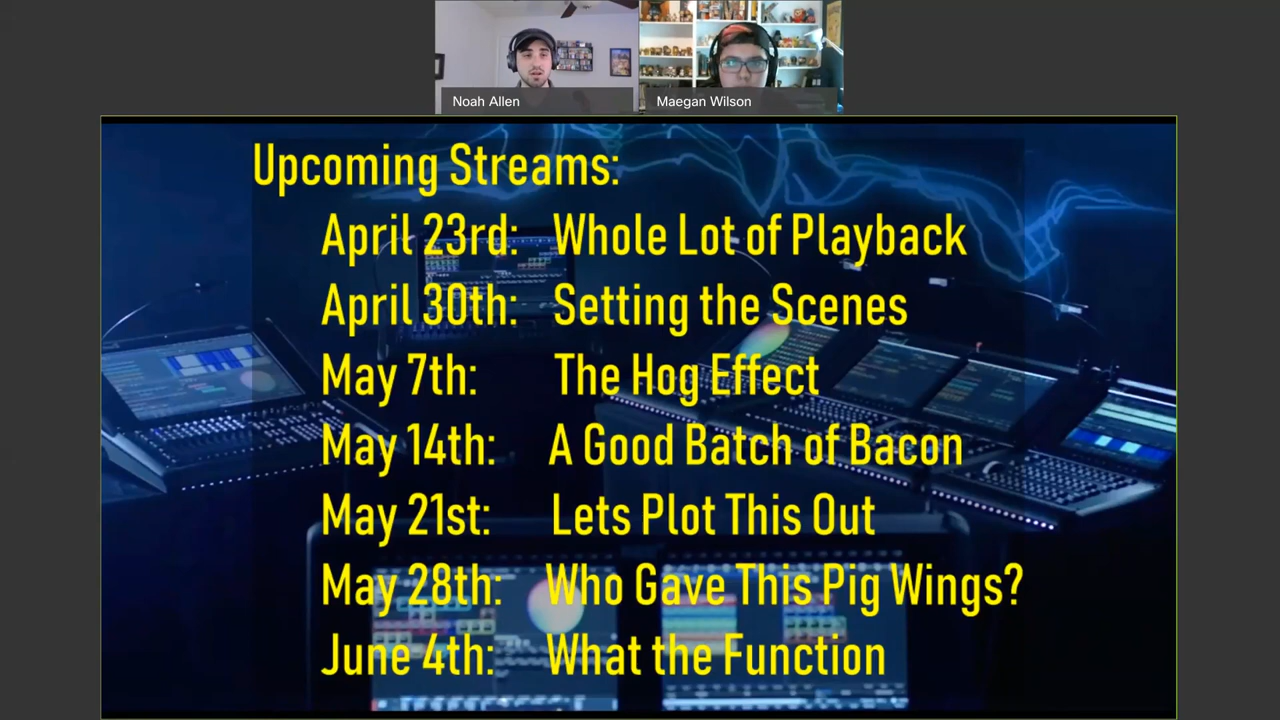 Noah Allen
Maegan Wilson
Upcoming Streams:
April 23rd: Whole Lot of Playback
April 30th: Setting the Scenes
May 7th: The Hog Effect
May 14th: A Good Batch of Bacon
May 21st: Lets Plot This Out
May 28th: Who Gave This Pig Wings?
June 4th: What the Function